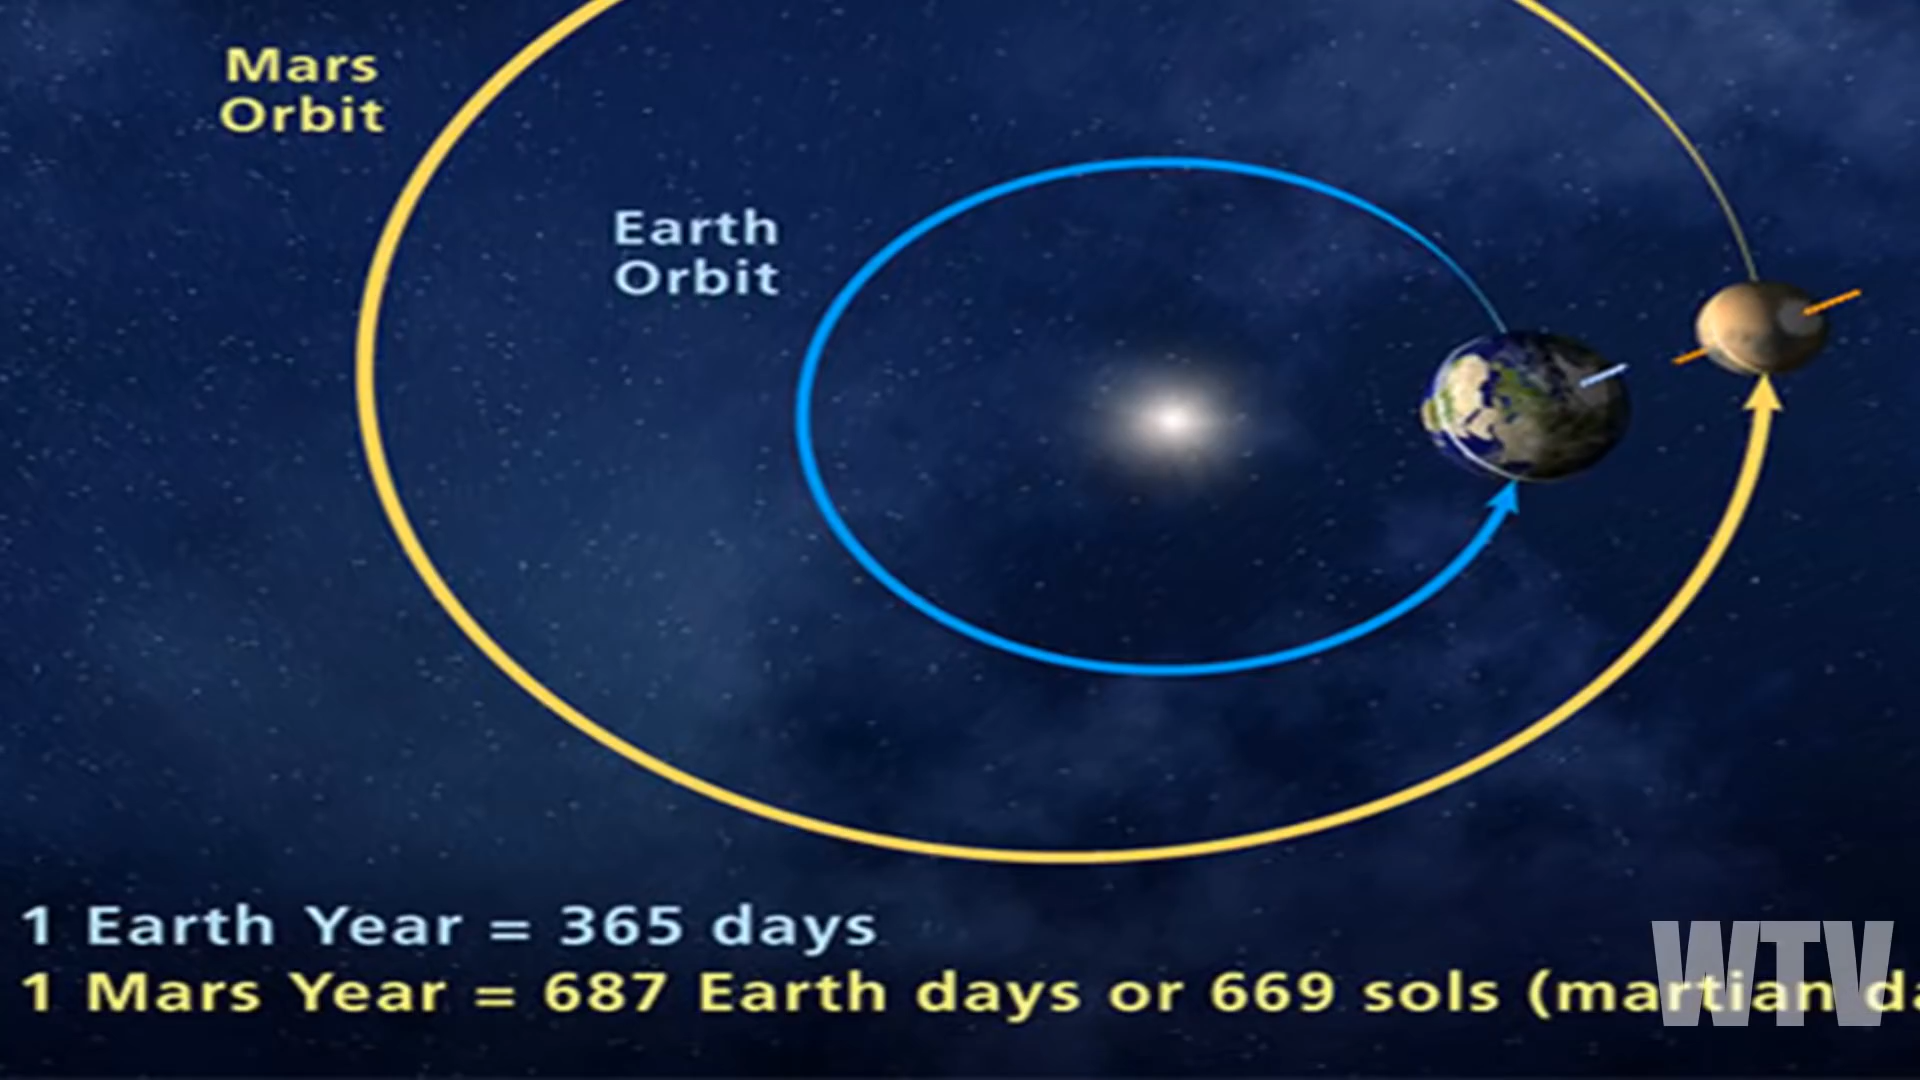 Mars
Orbit
Earth
Orbit
1 Earth Year = 365 days
1 Mars Year = 687 Earth days or 669 sols (martian da
WTV